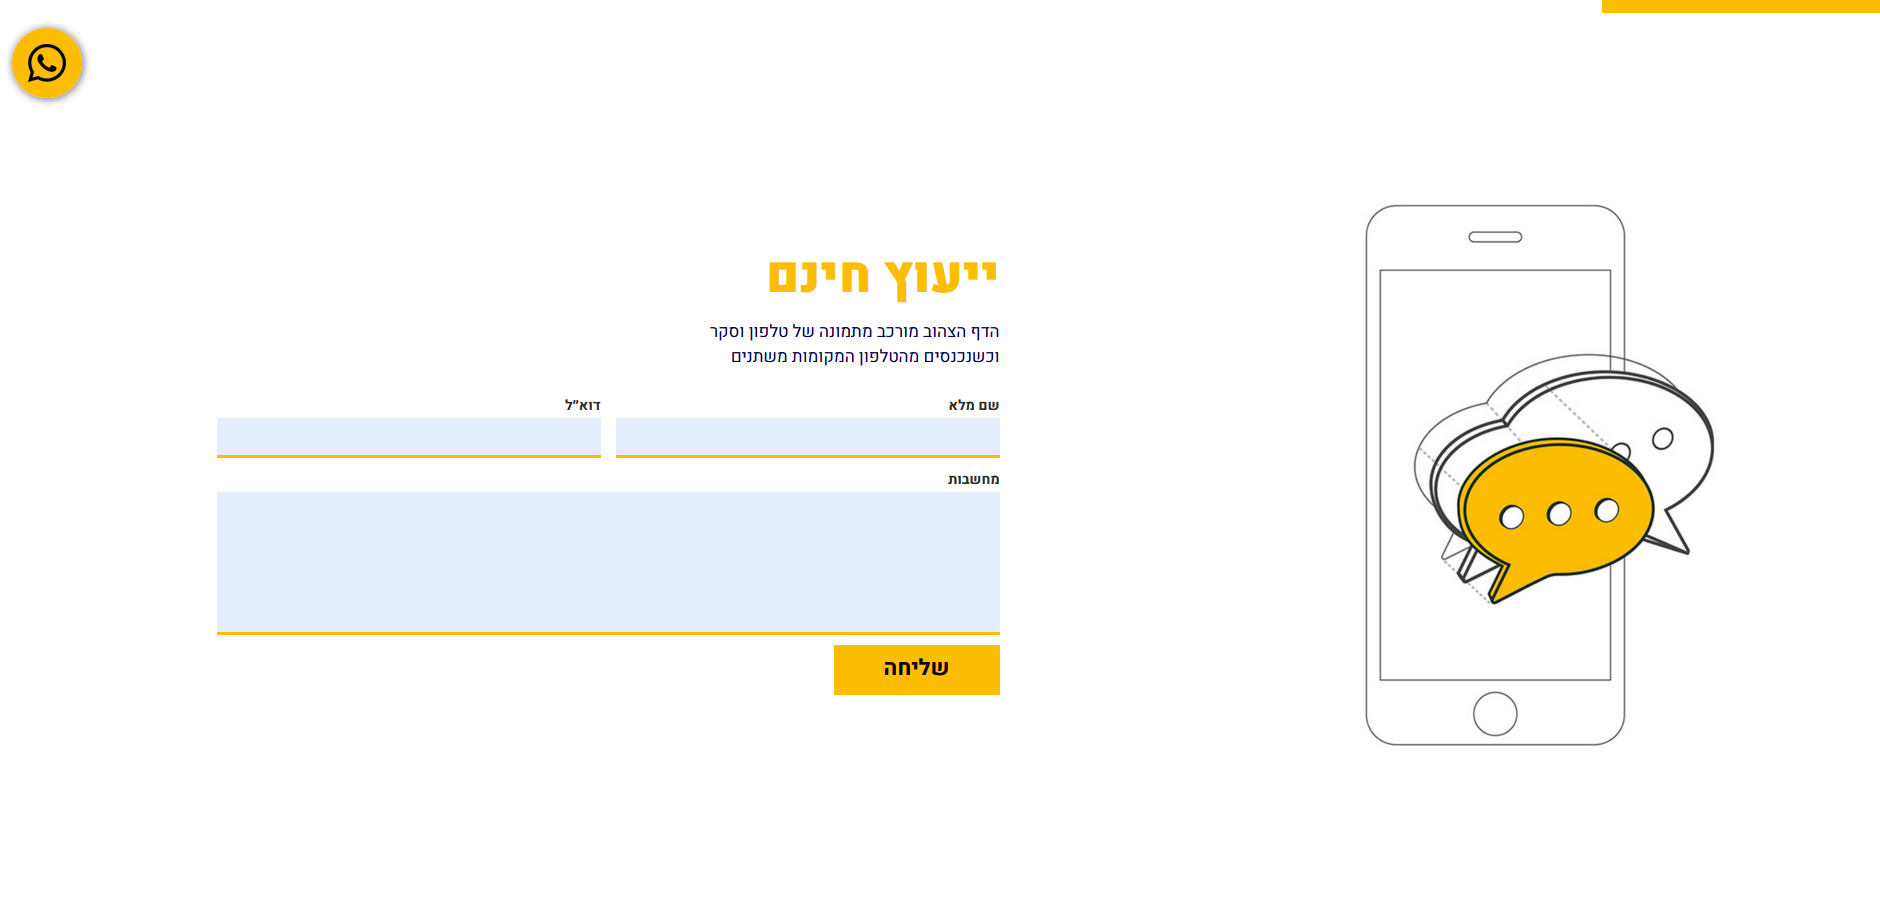 ייעוץ חינם
הדף הצהוב מורכב מתמונה של טלפון וסקר
וכשנכנסים מהטלפון המקומות משתנים
שם מלא
דוא״ל
מחשבות
שליחה